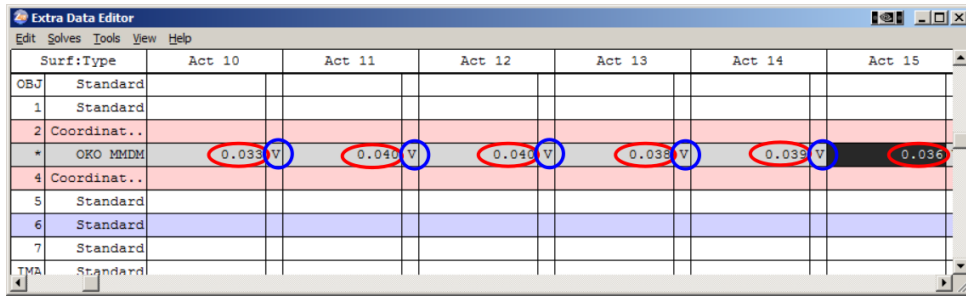 Extra Data Editor
Edit Solves Tools View Help
Surf:Type Act 10 Act 11 Act 12 Act 13 Act 14 Act 15
OBJ Standard
1 Standard
2 Coordinat..
* OKO MMDM 0.033 V 0.040 V 0.040 V 0.038 V 0.039 V 0.036
4 Coordinat..
5 Standard
6 Standard
7 Standard
IMA Standard